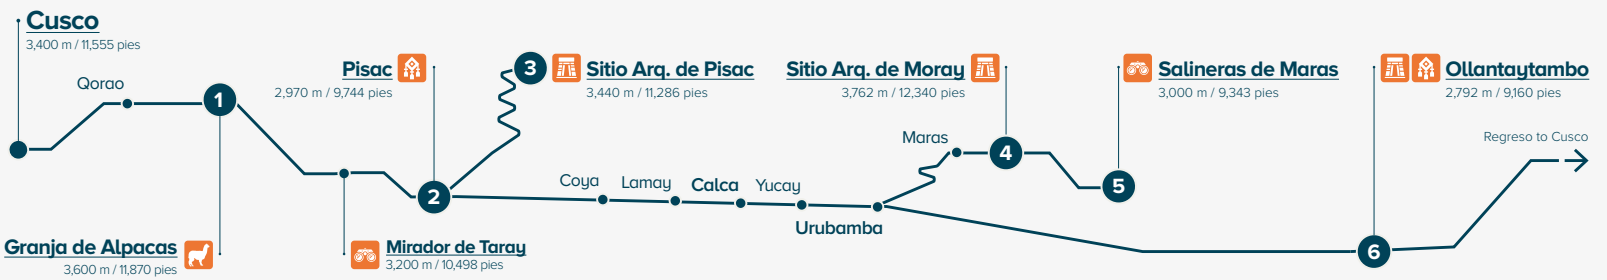 Cusco
3,400 m / 11,555 pies
Qorao
1
Granja de Alpacas
3,600 m / 11,870 pies
Mirador de Taray
3,200 m / 10,498 pies
Pisac
2,970 m / 9,744 pies
2
3
Sitio Arq. de Pisac
3,440 m / 11,286 pies
Coya
Lamay
Calca
Yucay
Urubamba
Maras
Sitio Arq. de Moray
3,762 m / 12,340 pies
4
Salineras de Maras
3,000 m / 9,343 pies
5
Ollantaytambo
2,792 m / 9,160 pies
6
Regreso to Cusco